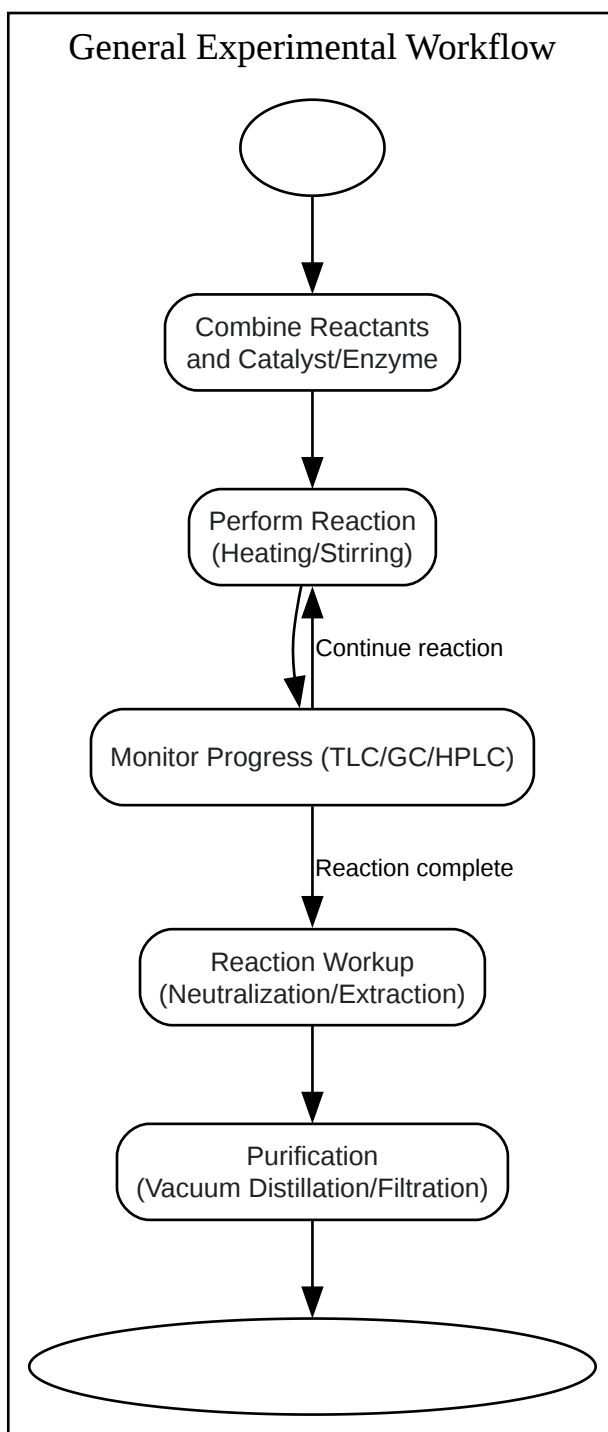 General Experimental Workflow
Combine Reactants
and Catalyst/Enzyme
Perform Reaction
(Heating/Stirring)
Continue reaction
Monitor Progress (TLC/GC/HPLC)
Reaction complete
Reaction Workup
(Neutralization/Extraction)
Purification
(Vacuum Distillation/Filtration)